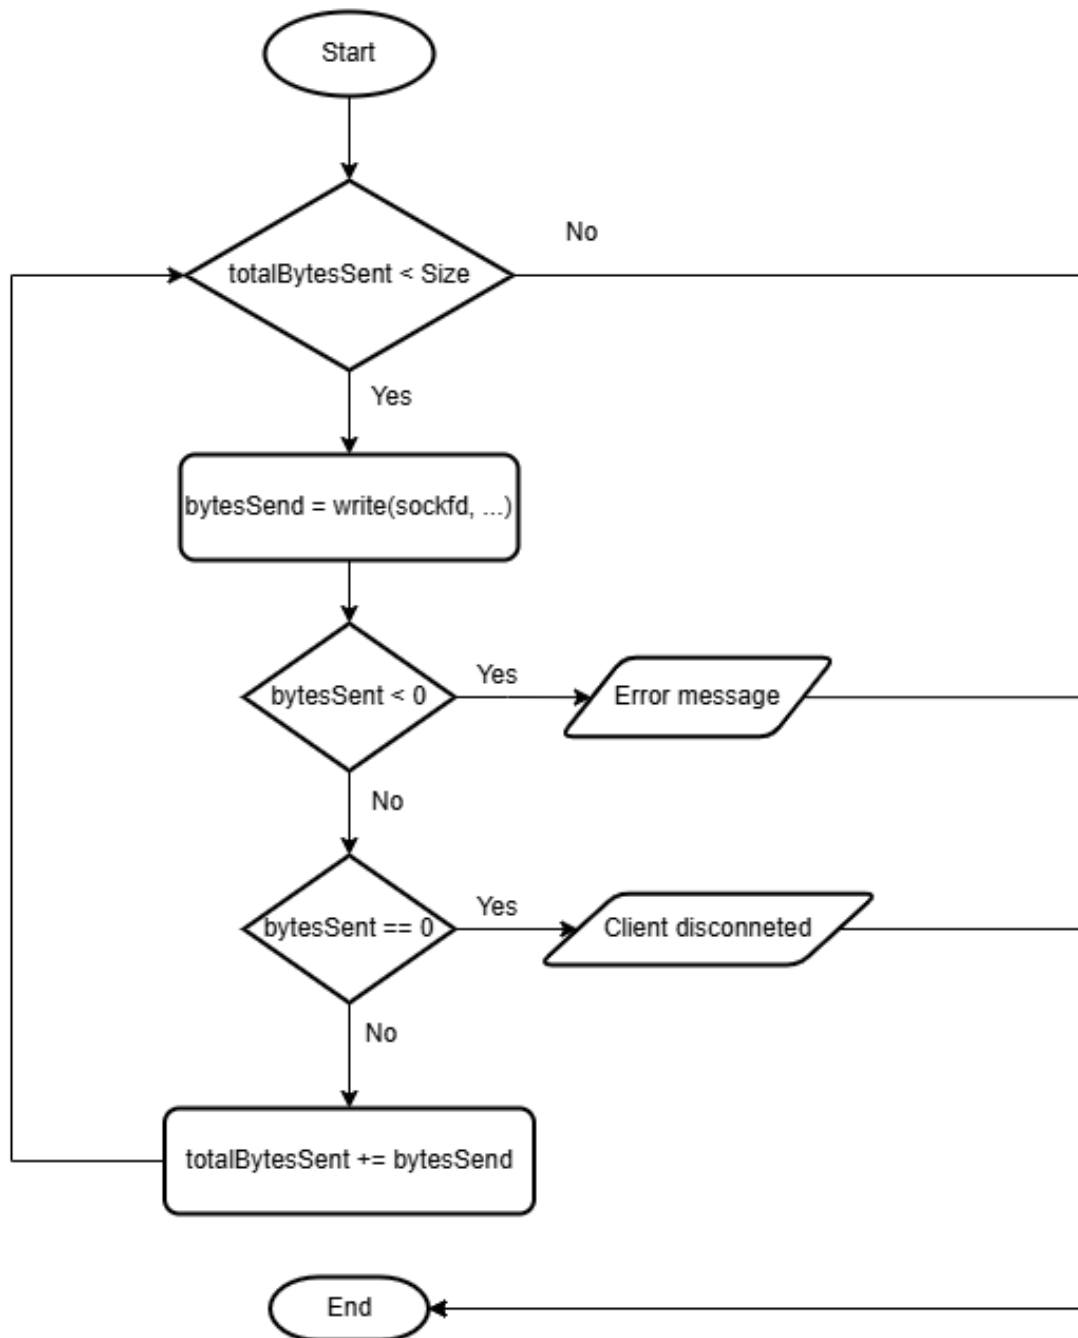 Start
totalBytesSent < Size
No
Yes
bytesSend = write(sockfd, ...)
bytesSent < 0
Yes
Error message
No
bytesSent == 0
Yes
Client disconneted
No
totalBytesSent += bytesSend
End